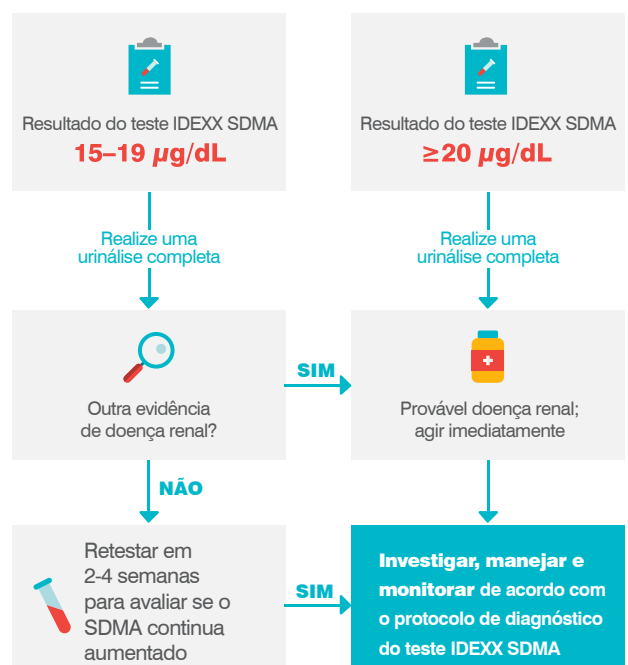 Resultado do teste IDEXX SDMA
15–19 µg/dL
Resultado do teste IDEXX SDMA
≥20 µg/dL
Realize uma
urinálise completa
Realize uma
urinálise completa
Outra evidência
de doença renal?
SIM
Provável doença renal;
agir imediatamente
NÃO
Retestar em
2-4 semanas
para avaliar se o
SDMA continua
aumentado
SIM
Investigar, manejar e
monitorar de acordo com
o protocolo de diagnóstico
do teste IDEXX SDMA